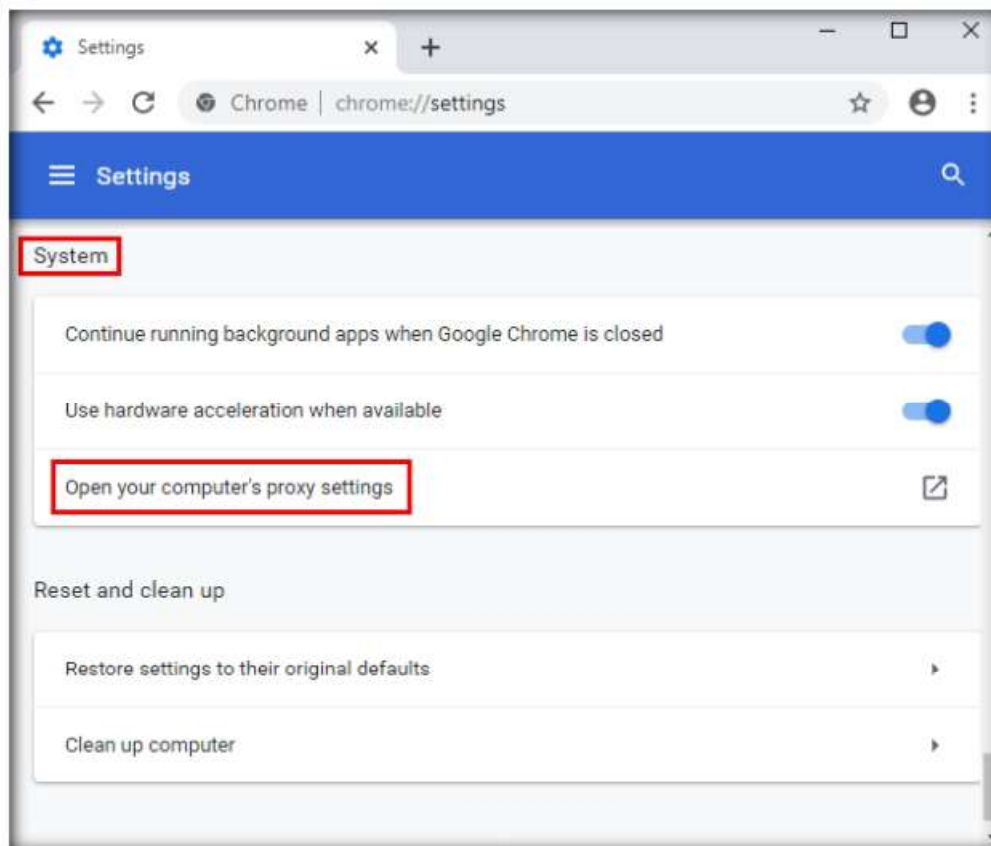 Settings
Chrome | chrome://settings
Settings
System
Continue running background apps when Google Chrome is closed
Use hardware acceleration when available
Open your computer's proxy settings
Reset and clean up
Restore settings to their original defaults
Clean up computer